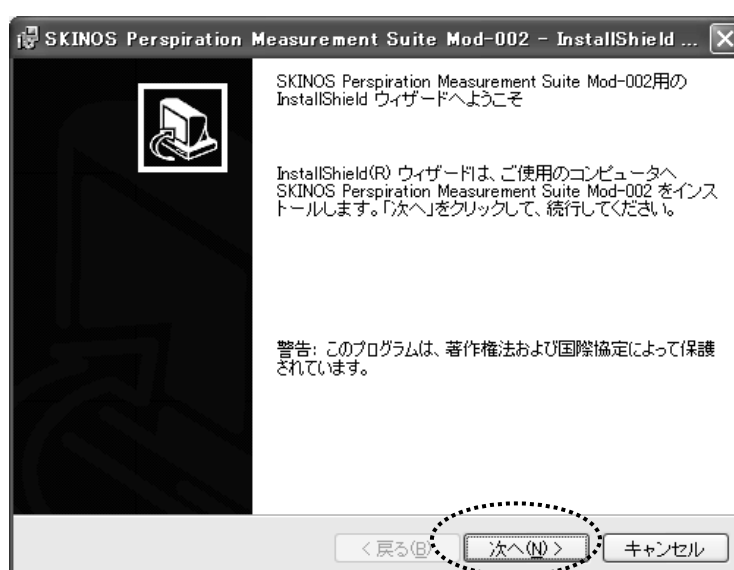 SKINOS Perspiration Measurement Suite Mod-002 - InstallShield ...
SKINOS Perspiration Measurement Suite Mod-002用の
InstallShield ウィザードへようこそ
InstallShield(R) ウィザードは、ご使用のコンピュータへ
SKINOS Perspiration Measurement Suite Mod-002 をインス
トールします。「次へ」をクリックして、続行してください。
警告: このプログラムは、著作権法および国際協定によって保護
されています。
< 戻る(B) 次へ(N) > キャンセル